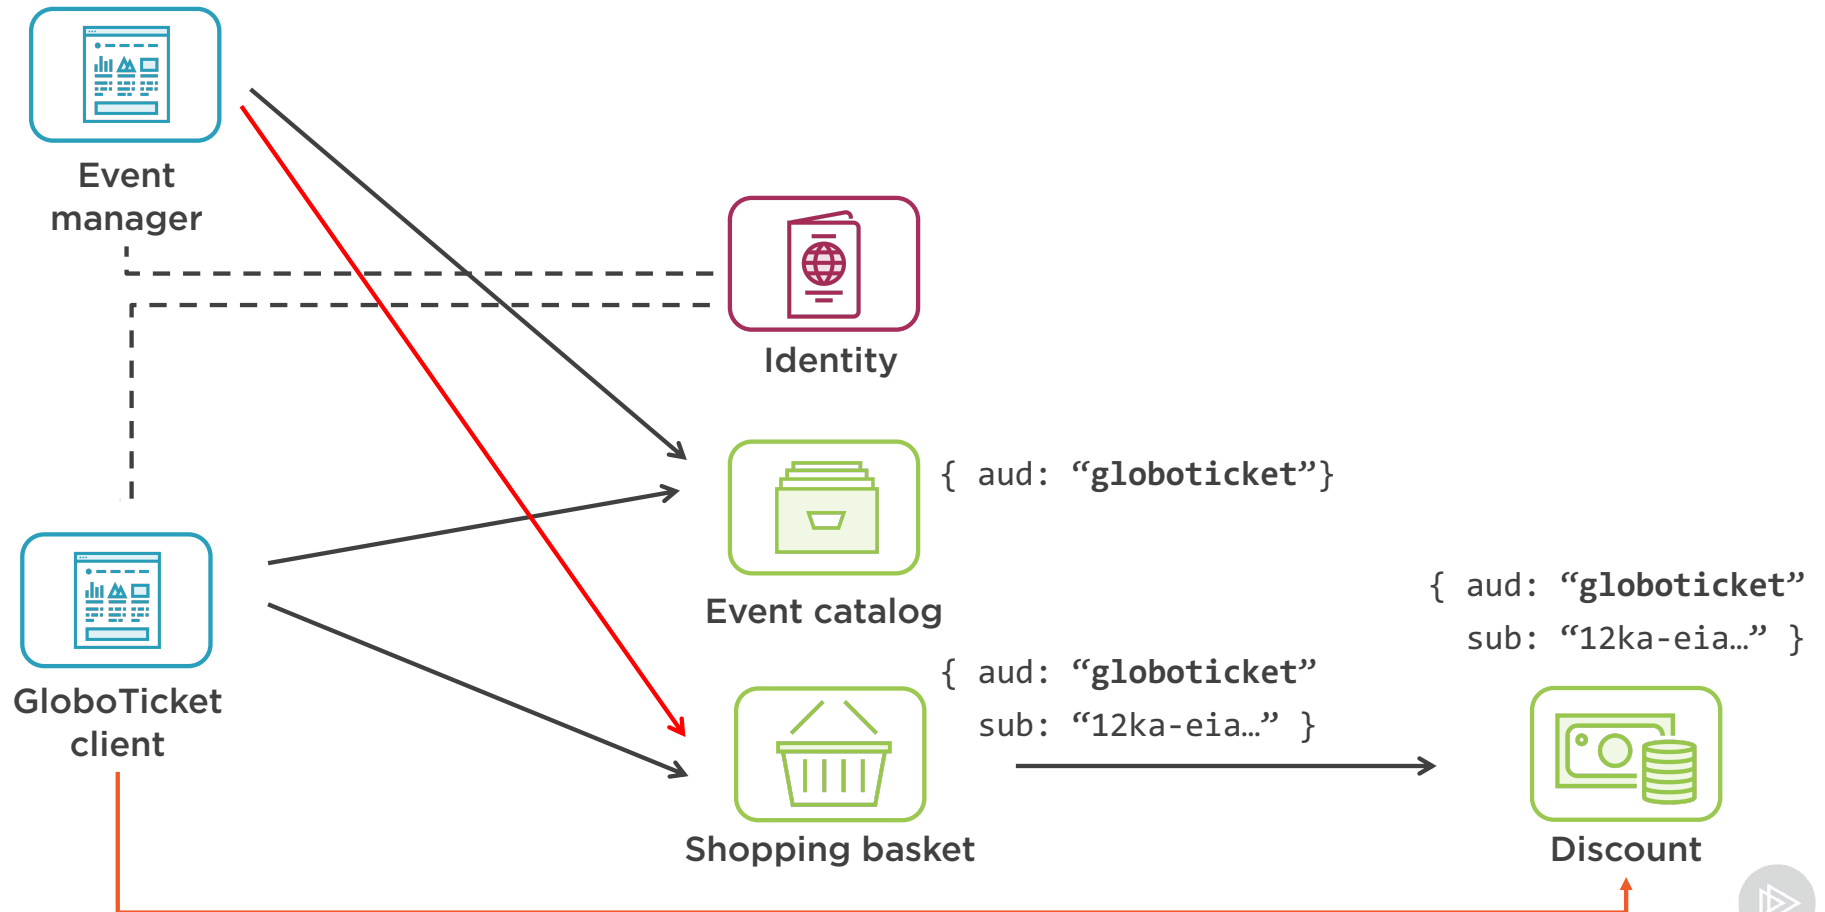 Event
manager
Identity
{ aud: “globoticket”}
Event catalog
{ aud: “globoticket”
sub: “12ka-eia…” }
{ aud: “globoticket”
sub: “12ka-eia…” }
GloboTicket
client
Shopping basket
Discount